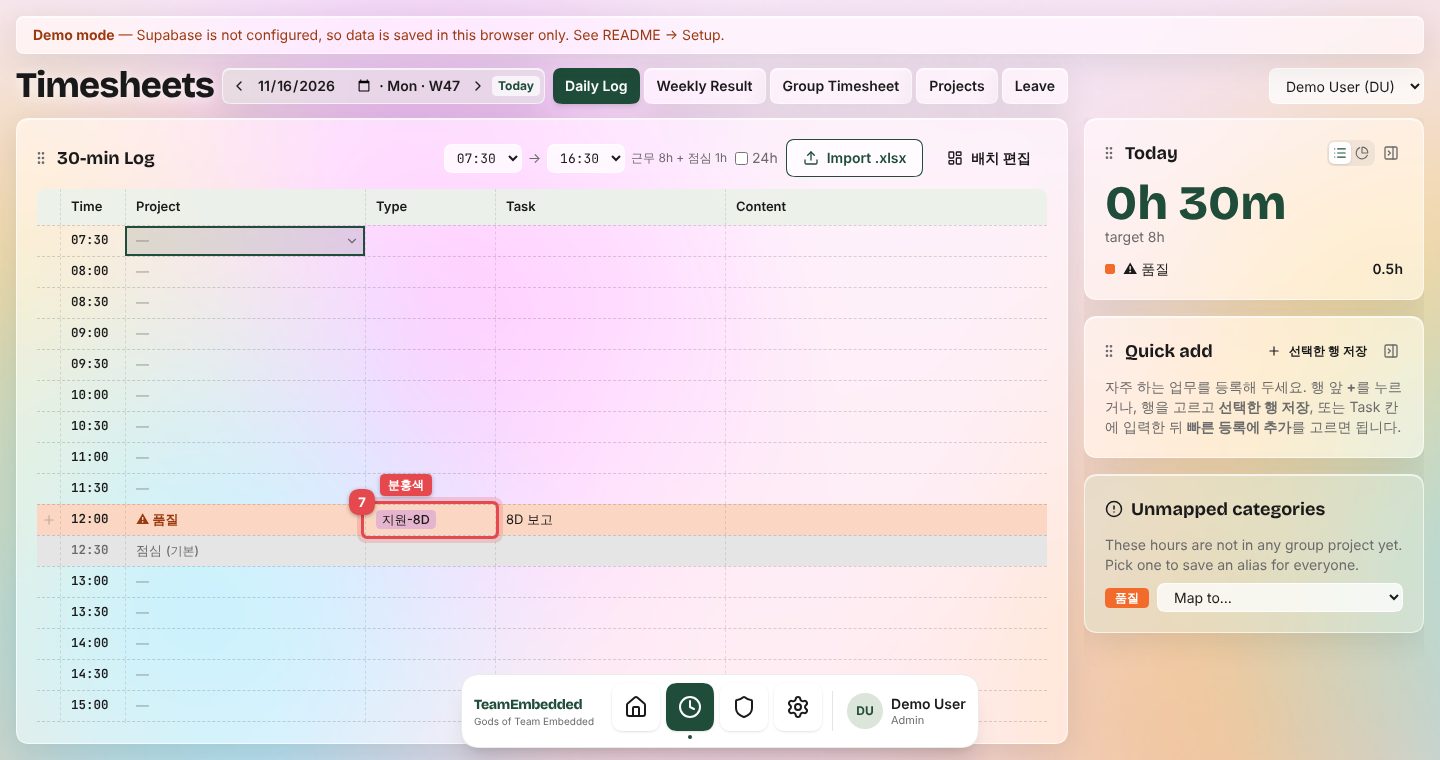 Demo mode — Supabase is not configured, so data is saved in this browser only. See README → Setup.
Timesheets
11/16/2026 · Mon · W47 Today
Daily Log
Weekly Result
Group Timesheet
Projects
Leave
Demo User (DU)
30-min Log
07:30 → 16:30 근무 8h + 점심 1h 24h
Import .xlsx
배치 편집
Time Project Type Task Content
07:30 —
08:00 —
08:30 —
09:00 —
09:30 —
10:00 —
10:30 —
11:00 —
11:30 —
분홍색
7
+ 12:00 품질 지원-8D 8D 보고
12:30 점심 (기본)
13:00 —
13:30 —
14:00 —
14:30 —
15:00 —
Today
0h 30m
target 8h
품질 0.5h
Quick add
+ 선택한 행 저장
자주 하는 업무를 등록해 두세요. 행 앞 +를 누르
거나, 행을 고르고 선택한 행 저장, 또는 Task 칸
에 입력한 뒤 빠른 등록에 추가를 고르면 됩니다.
Unmapped categories
These hours are not in any group project yet.
Pick one to save an alias for everyone.
품질 Map to...
TeamEmbedded
Gods of Team Embedded
DU
Demo User
Admin